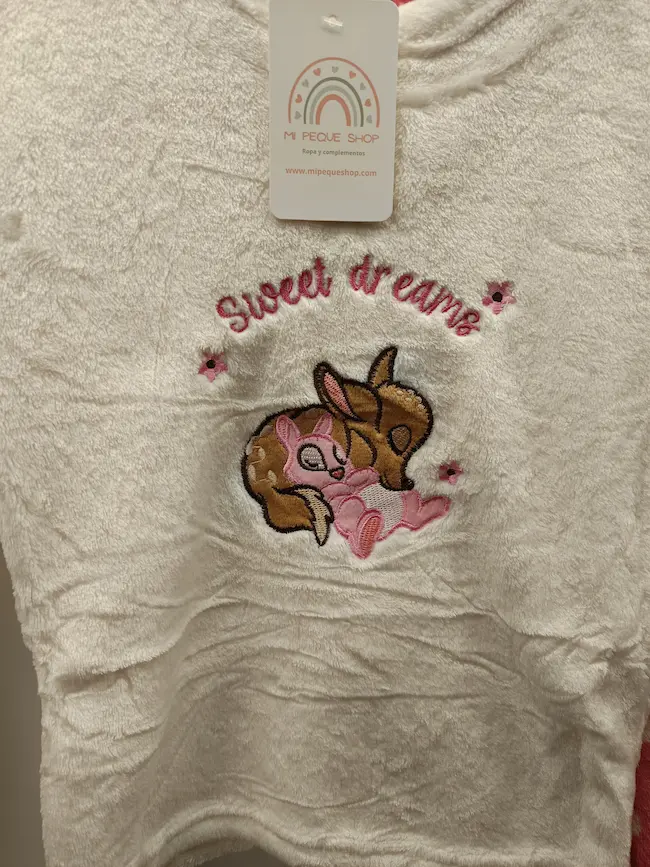 MI PEQUE SHOP
Ropa y complementos
www.mipequeshop.com
Sweet dreams